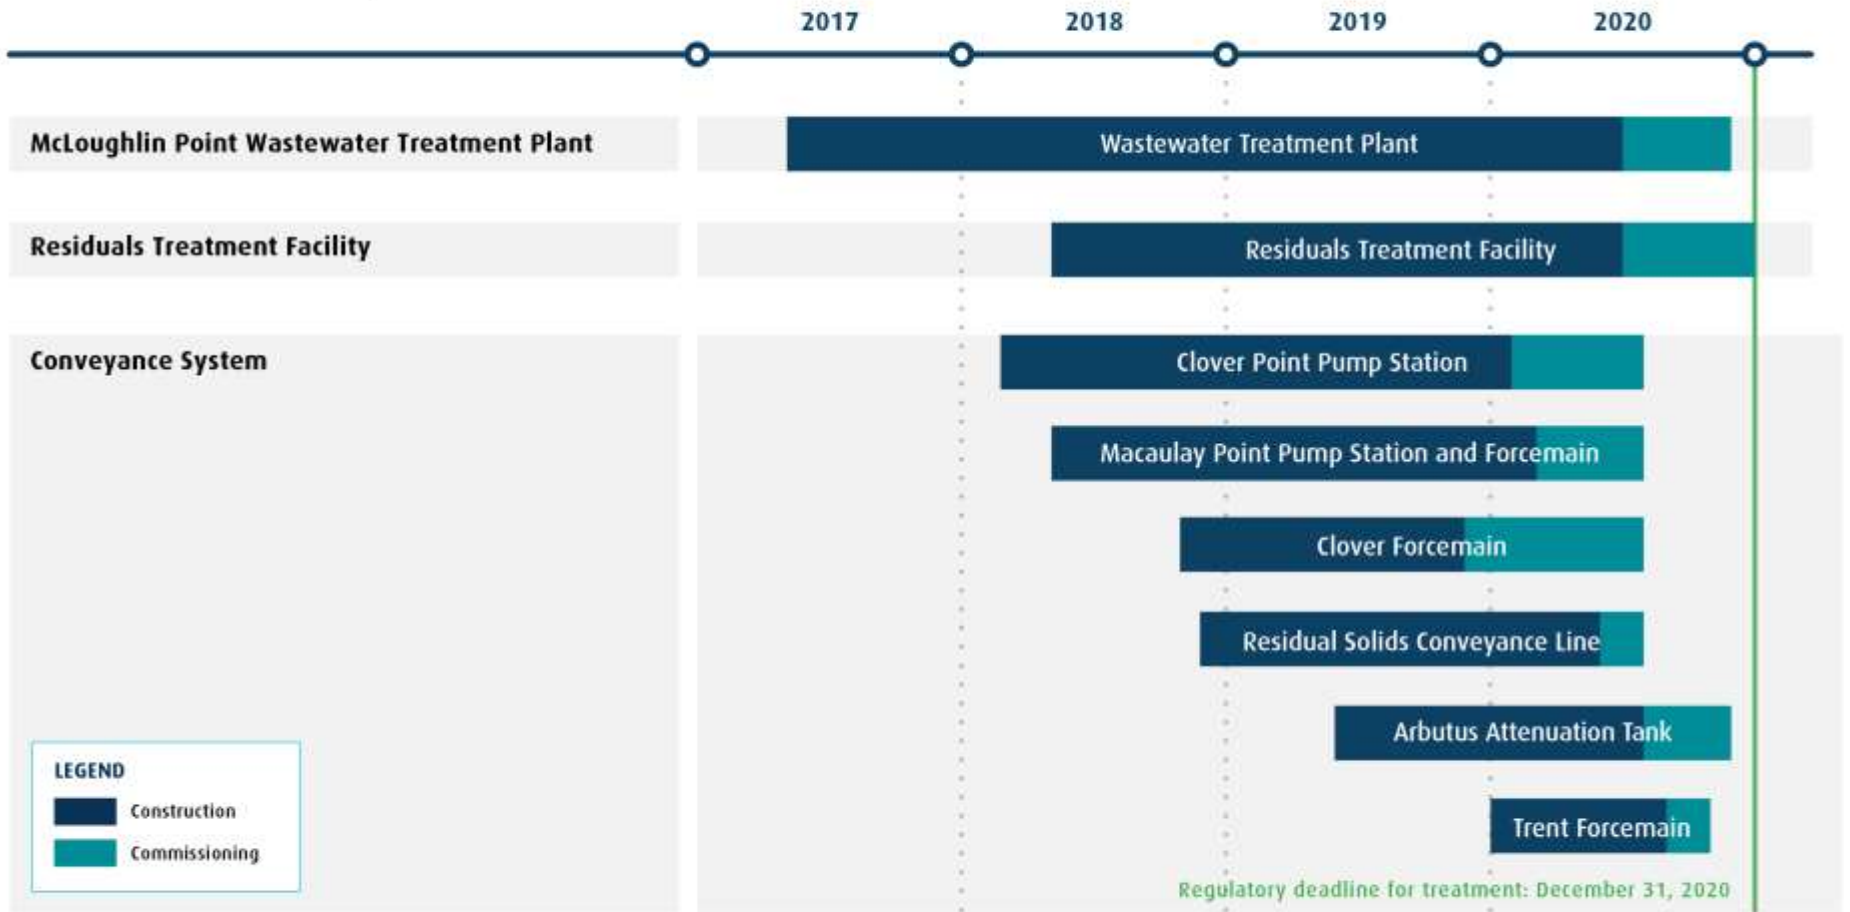 2017 2018 2019 2020
McLoughlin Point Wastewater Treatment Plant
Wastewater Treatment Plant
Residuals Treatment Facility
Residuals Treatment Facility
Conveyance System
Clover Point Pump Station
Macaulay Point Pump Station and Forcemain
Clover Forcemain
Residual Solids Conveyance Line
Arbutus Attenuation Tank
Trent Forcemain
LEGEND
Construction
Commissioning
Regulatory deadline for treatment: December 31, 2020